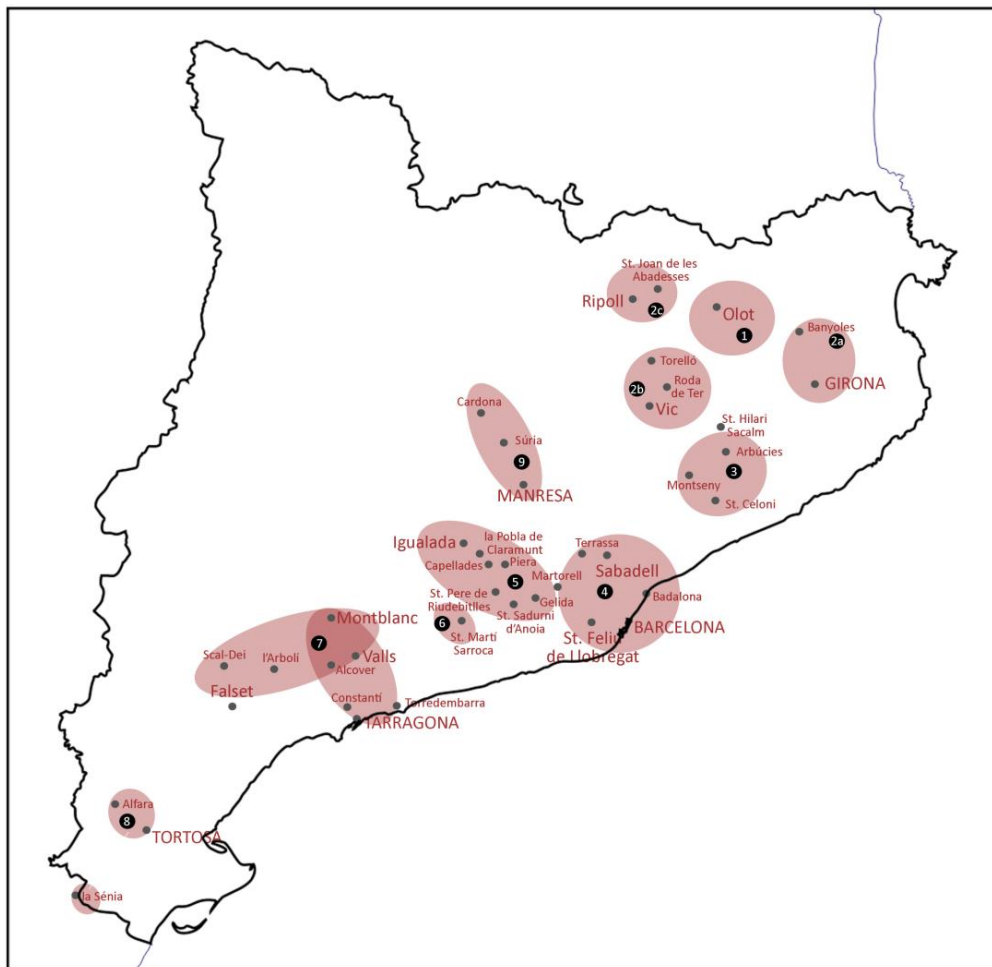 St. Joan de les
Abadesses
Ripoll
2c
Olot
1
Banyoles
2a
GIRONA
Torelló
2b
Roda
de Ter
Vic
Cardona
Súria
9
MANRESA
St. Hilari
Sacalm
Arbúcies
3
Montseny
St. Celoni
Igualada
la Pobla de
Claramunt
Capellades
Piera
5
Martorell
St. Pere de
Riudebitlles
Gelida
St. Sadurni
d'Anoia
6
St. Martí
Sarroca
Terrassa
Sabadell
4
Badalona
BARCELONA
St. Feliu
de Llobregat
Montblanc
7
Valls
Scal-Dei
l'Arbolí
Alcover
Falset
Constantí
Torredembarra
TARRAGONA
Alfara
8
TORTOSA
la Sénia